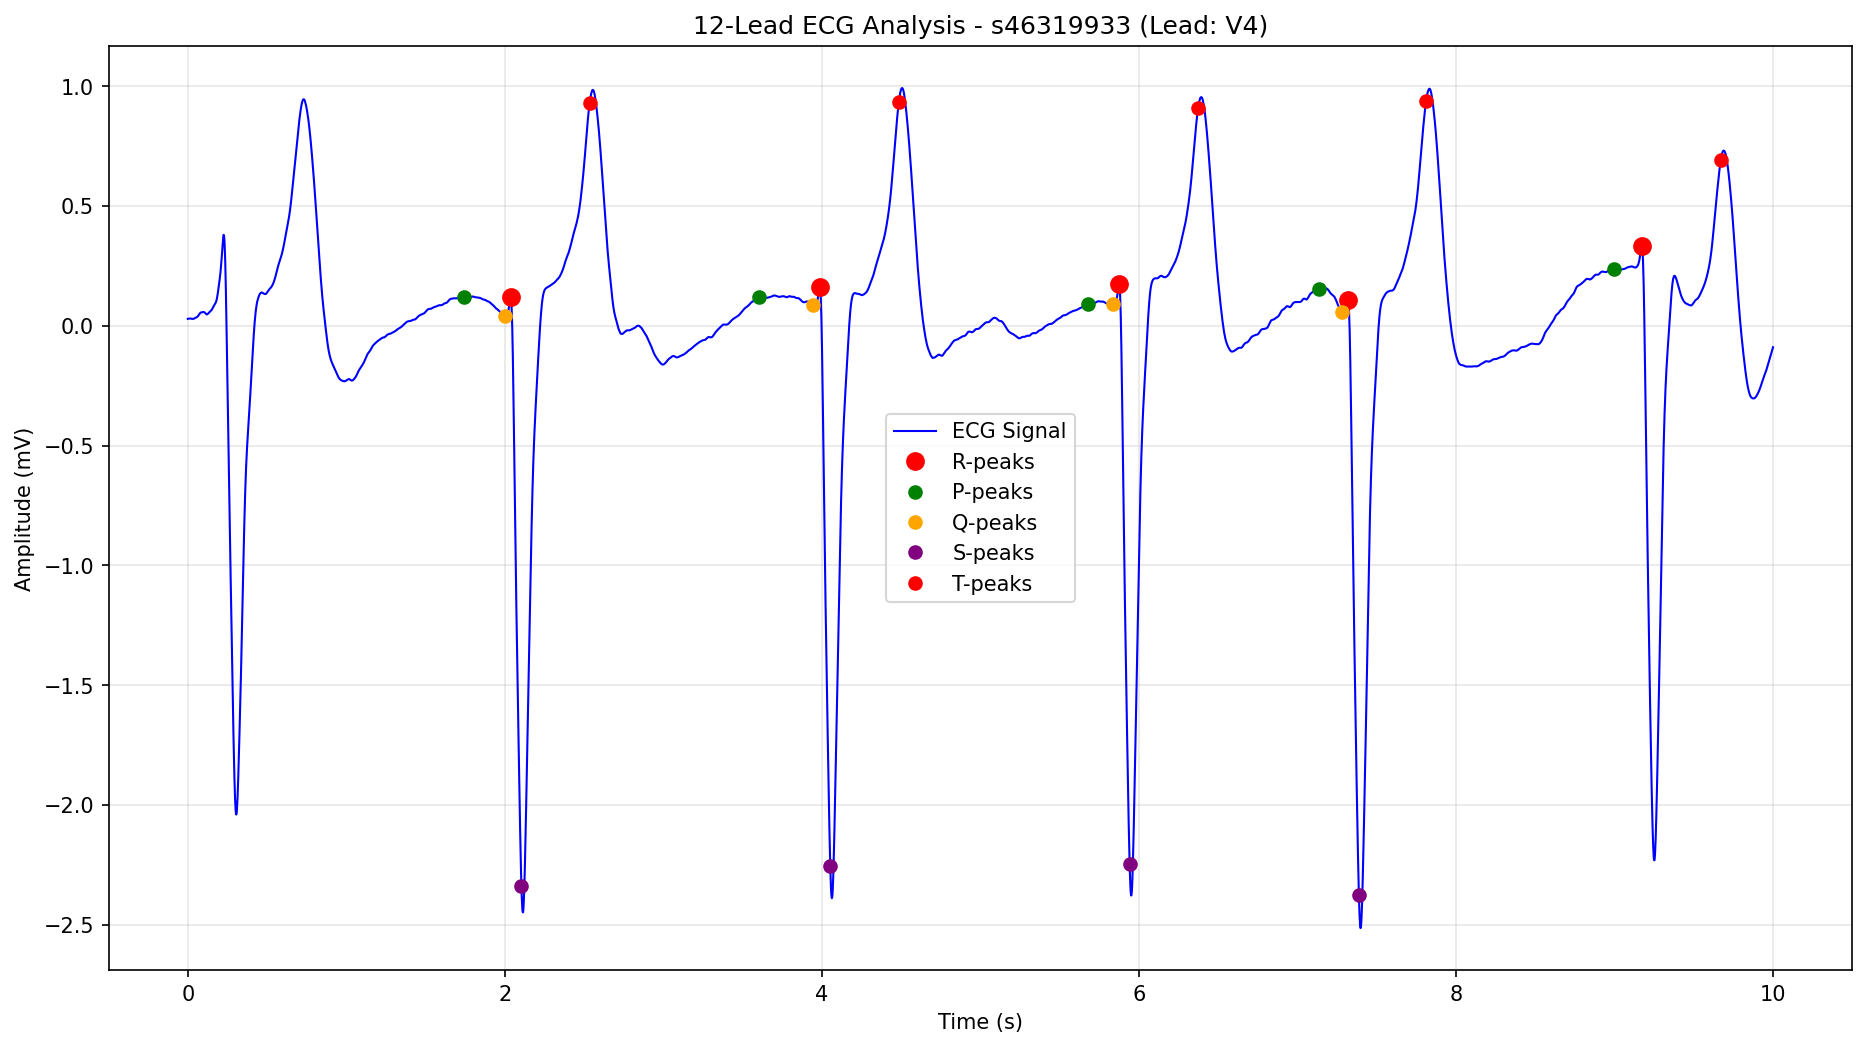 12-Lead ECG Analysis - s46319933 (Lead: V4)
1.0
0.5
0.0
−0.5
−1.0
−1.5
−2.0
−2.5
Amplitude (mV)
ECG Signal
R-peaks
P-peaks
Q-peaks
S-peaks
T-peaks
0 2 4 6 8 10
Time (s)